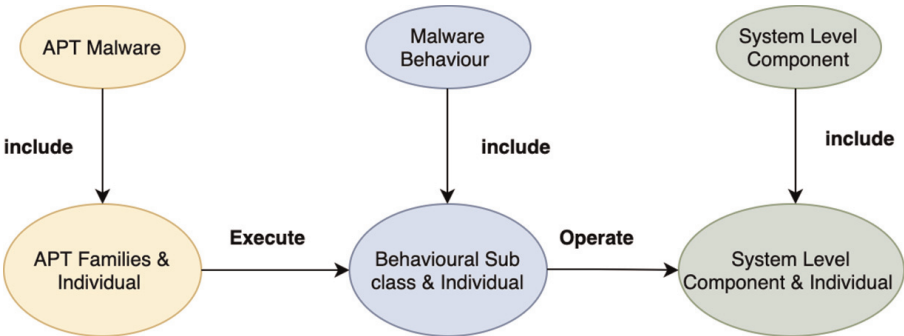 APT Malware
Malware
Behaviour
System Level
Component
include
include
include
APT Families &
Individual
Execute
Behavioural Sub
class & Individual
Operate
System Level
Component & Individual